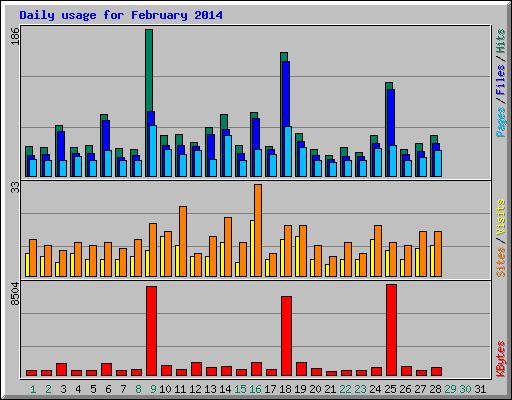 Daily usage for February 2014
186
Pages / Files / Hits
33
Sites / Visits
8504
KBytes
1 2 3 4 5 6 7 8 9 10 11 12 13 14 15 16 17 18 19 20 21 22 23 24 25 26 27 28 29 30 31